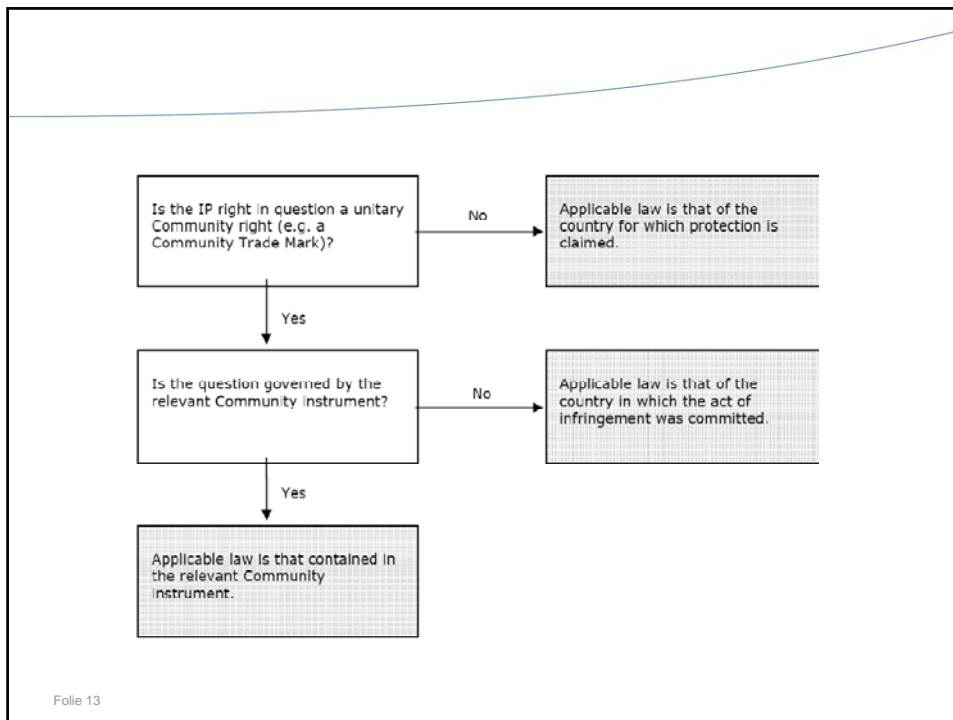 Is the IP right in question a unitary
Community right (e.g. a
Community Trade Mark)?
No
Applicable law is that of the
country for which protection is
claimed.
Yes
Is the question governed by the
relevant Community Instrument?
No
Applicable law is that of the
country in which the act of
infringement was committed.
Yes
Applicable law is that contained in
the relevant Community
Instrument.
Folie 13